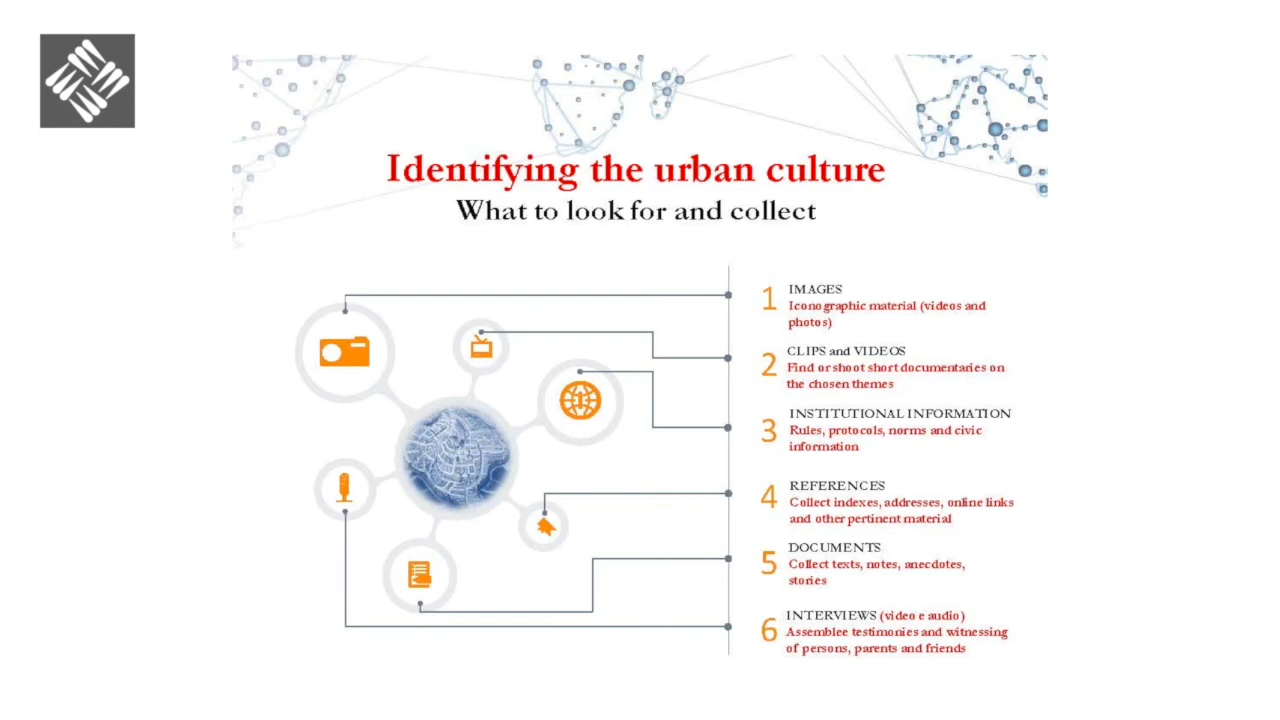 Identifying the urban culture
What to look for and collect
1 IMAGES
Iconographic material (videos and
photos)
2 CLIPS and VIDEOS
Find or shoot short documentaries on
the chosen themes
3 INSTITUTIONAL INFORMATION
Rules, protocols, norms and civic
information
4 REFERENCES
Collect indexes, addresses, online links
and other pertinent material
5 DOCUMENTS
Collect texts, notes, anecdotes,
stories
6 INTERVIEWS (video e audio)
Assemblee testimonies and witnessing
of persons, parents and friends